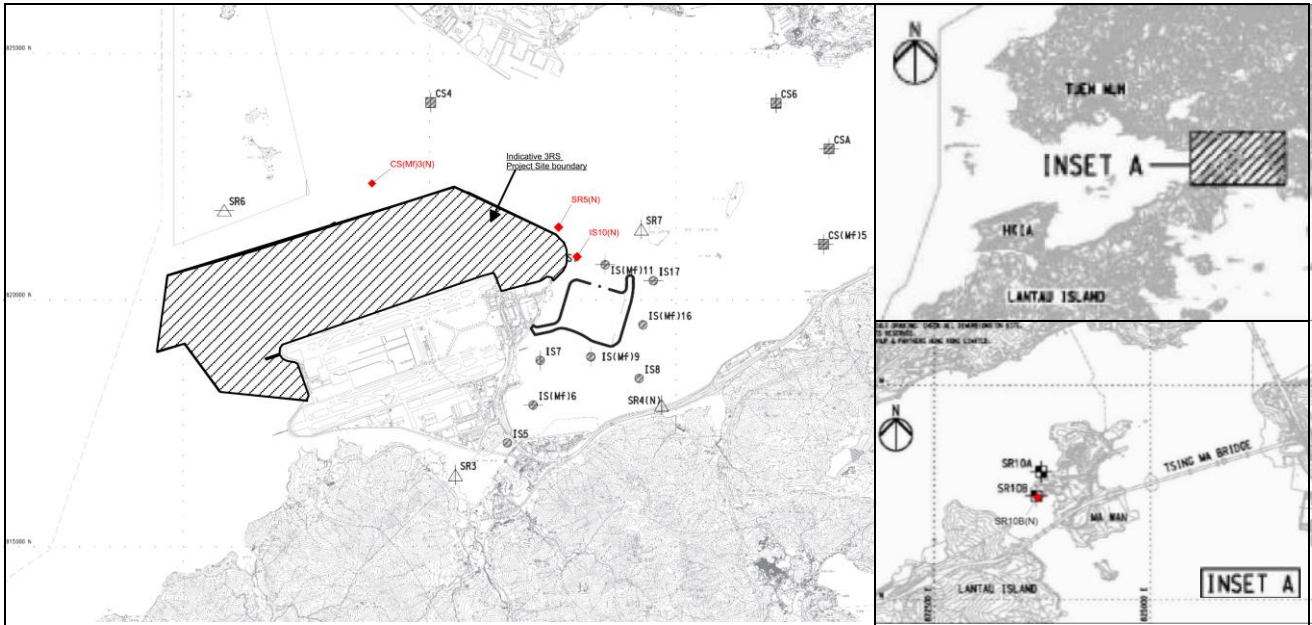 825000 N
CS4
CS6
CSA
Indicative 3RS
Project Site boundary
CS(Mf)3(N)
SR6
SR5(N)
SR7
IS10(N)
CS(Mf)5
IS(Mf)11
IS17
820000 N
IS(Mf)16
IS7
IS(Mf)9
IS8
SR4(N)
IS(Mf)6
IS5
SR3
815000 N
N
TUEN MUN
INSET A
HKIA
LANTAU ISLAND
N
SR10A
SR10B
SR10B(N)
TSING MA BRIDGE
MA WAN
LANTAU ISLAND
822500 E
825000 E
INSET A